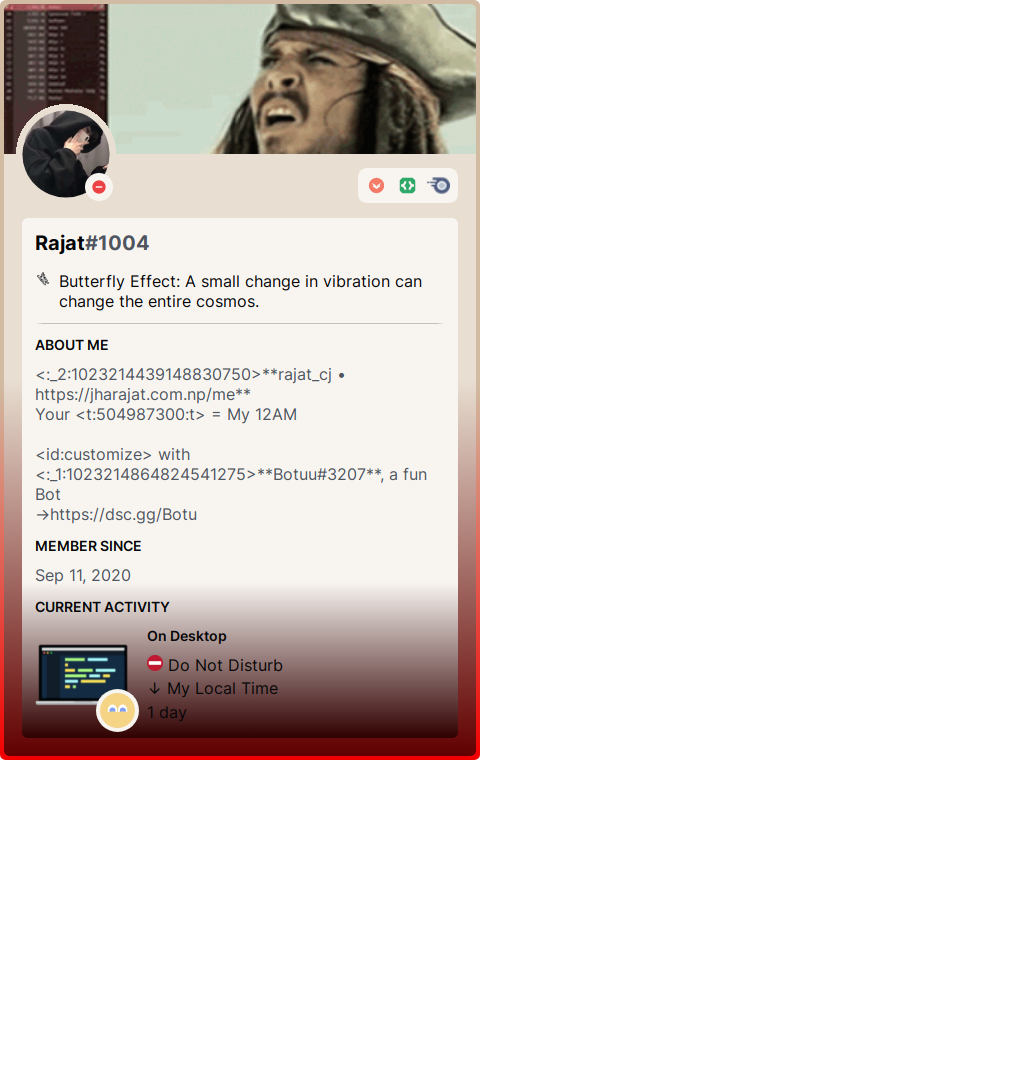 Rajat#1004
Butterfly Effect: A small change in vibration can
change the entire cosmos.
ABOUT ME
<:_2:1023214439148830750>**rajat_cj •
https://jharajat.com.np/me**
Your <t:504987300:t> = My 12AM
<id:customize> with
<:_1:1023214864824541275>**Botuu#3207**, a fun
Bot
→https://dsc.gg/Botu
MEMBER SINCE
Sep 11, 2020
CURRENT ACTIVITY
On Desktop
Do Not Disturb
↓ My Local Time
1 day